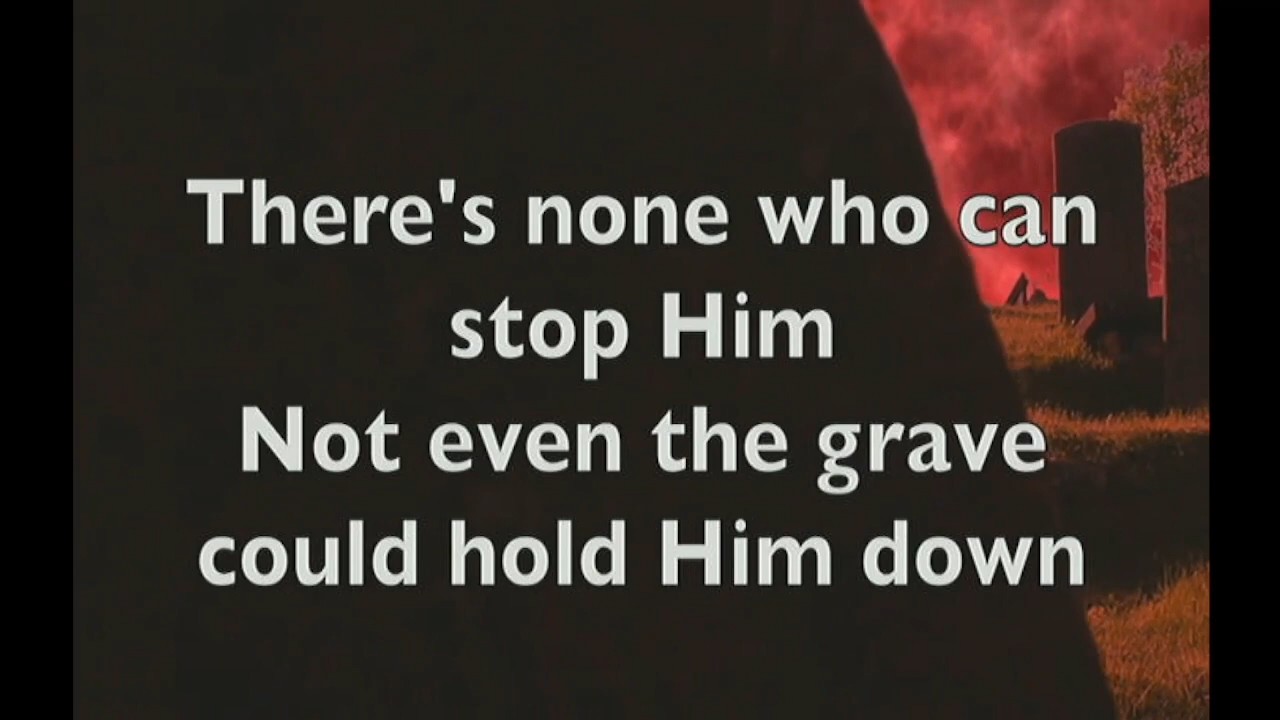 There's none who can
stop Him
Not even the grave
could hold Him down